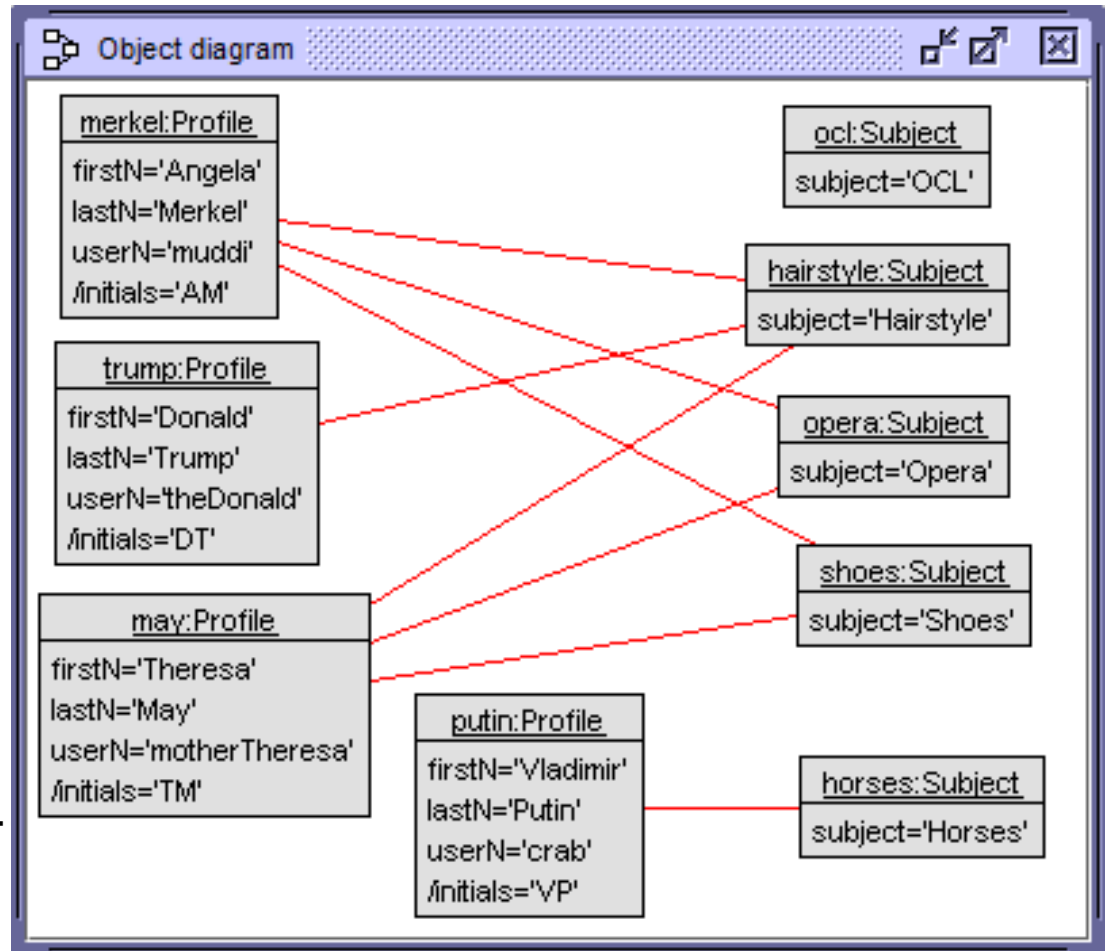 Object diagram
merkel:Profile
firstN='Angela'
lastN='Merkel'
userN='muddi'
/initials='AM'
trump:Profile
firstN='Donald'
lastN='Trump'
userN='theDonald'
/initials='DT'
may:Profile
firstN='Theresa'
lastN='May'
userN='motherTheresa'
/initials='TM'
putin:Profile
firstN='Vladimir'
lastN='Putin'
userN='crab'
/initials='VP'
ocl:Subject
subject='OCL'
hairstyle:Subject
subject='Hairstyle'
opera:Subject
subject='Opera'
shoes:Subject
subject='Shoes'
horses:Subject
subject='Horses'